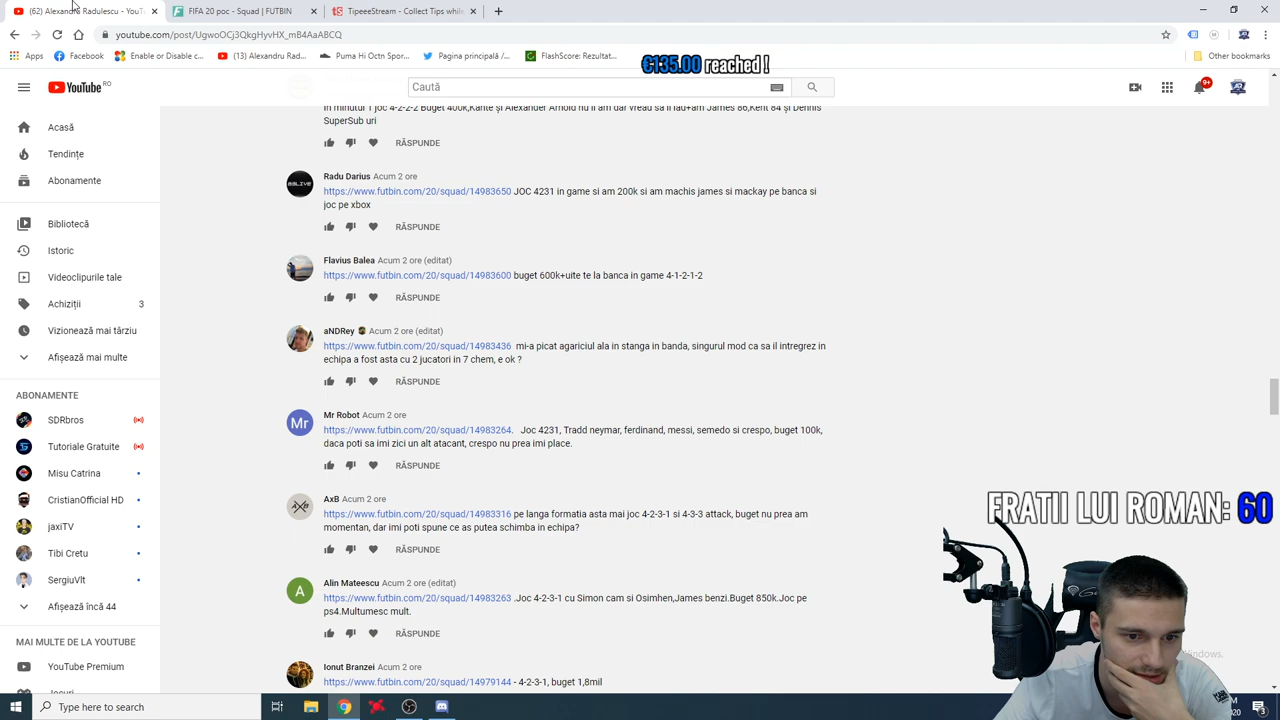 (62) Alexandru Radulescu - YouT
FIFA 20 poc - Squad | FUTBIN
TipeeeStream - Collect Tips while
youtube.com/post/UgwoOCj3QkgHyvHX_mB4AaABCQ
Apps
Facebook
Enable or Disable c...
(13) Alexandru Radul...
Puma Hi Octn Spor...
Pagina principală /...
FlashScore: Rezultat...
Other bookmarks
€135.00 reached !
YouTube RO
Caută
9+
Acasă
Tendințe
Abonamente
Bibliotecă
Istoric
Videoclipurile tale
Achiziții 3
Vizionează mai târziu
Afișează mai multe
ABONAMENTE
SDRbros
Tutoriale Gratuite
Misu Catrina
CristianOfficial HD
jaxiTV
Tibi Cretu
SergiuVlt
Afișează încă 44
MAI MULTE DE LA YOUTUBE
YouTube Premium
Jocuri
In minutul 1 joc 4-2-2-2 Buget 400k,Kante și Alexander Arnold nu ii am dar vreau sa ii iau+am James 86,Kent 84 și Dennis
SuperSub uri
RĂSPUNDE
Radu Darius Acum 2 ore
https://www.futbin.com/20/squad/14983650 JOC 4231 in game si am 200k si am machis james si mackay pe banca si
joc pe xbox
RĂSPUNDE
Flavius Balea Acum 2 ore (editat)
https://www.futbin.com/20/squad/14983600 buget 600k+uite te la banca in game 4-1-2-1-2
RĂSPUNDE
aNDRey Acum 2 ore (editat)
https://www.futbin.com/20/squad/14983436 mi-a picat agariciul ala in stanga in banda, singurul mod ca sa il intregrez in
echipa a fost asta cu 2 jucatori in 7 chem, e ok ?
RĂSPUNDE
Mr
Mr Robot Acum 2 ore
https://www.futbin.com/20/squad/14983264. Joc 4231, Tradd neymar, ferdinand, messi, semedo si crespo, buget 100k,
daca poti sa imi zici un alt atacant, crespo nu prea imi place.
RĂSPUNDE
AxB Acum 2 ore
https://www.futbin.com/20/squad/14983316 pe langa formatia asta mai joc 4-2-3-1 si 4-3-3 attack, buget nu prea am
momentan, dar imi poti spune ce as putea schimba in echipa?
RĂSPUNDE
A
Alin Mateescu Acum 2 ore (editat)
https://www.futbin.com/20/squad/14983263 .Joc 4-2-3-1 cu Simon cam si Osimhen,James benzi.Buget 850k.Joc pe
ps4.Multumesc mult.
RĂSPUNDE
Ionut Branzei Acum 2 ore
https://www.futbin.com/20/squad/14979144 - 4-2-3-1, buget 1,8mil
FRATII LUI ROMAN: 60
Windows.
Type here to search
3